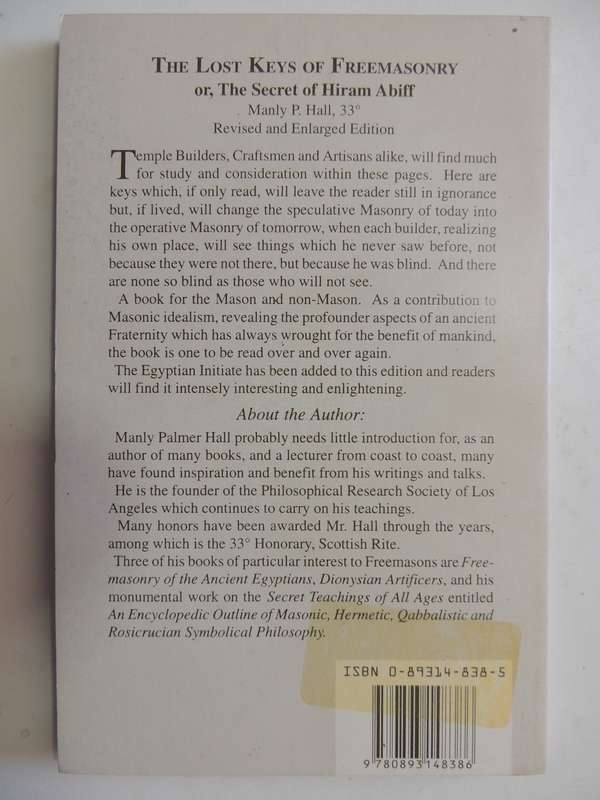 THE LOST KEYS OF FREEMASONRY
or, The Secret of Hiram Abiff
Manly P. Hall, 33°
Revised and Enlarged Edition
Temple Builders, Craftsmen and Artisans alike, will find much
for study and consideration within these pages. Here are
keys which, if only read, will leave the reader still in ignorance
but, if lived, will change the speculative Masonry of today into
the operative Masonry of tomorrow, when each builder, realizing
his own place, will see things which he never saw before, not
because they were not there, but because he was blind. And there
are none so blind as those who will not see.
A book for the Mason and non-Mason. As a contribution to
Masonic idealism, revealing the profounder aspects of an ancient
Fraternity which has always wrought for the benefit of mankind,
the book is one to be read over and over again.
The Egyptian Initiate has been added to this edition and readers
will find it intensely interesting and enlightening.
About the Author:
Manly Palmer Hall probably needs little introduction for, as an
author of many books, and a lecturer from coast to coast, many
have found inspiration and benefit from his writings and talks.
He is the founder of the Philosophical Research Society of Los
Angeles which continues to carry on his teachings.
Many honors have been awarded Mr. Hall through the years,
among which is the 33° Honorary, Scottish Rite.
Three of his books of particular interest to Freemasons are Free-
masonry of the Ancient Egyptians, Dionysian Artificers, and his
monumental work on the Secret Teachings of All Ages entitled
An Encyclopedic Outline of Masonic, Hermetic, Qabbalistic and
Rosicrucian Symbolical Philosophy.
ISBN 0-89314-838-5
9 780893 148386